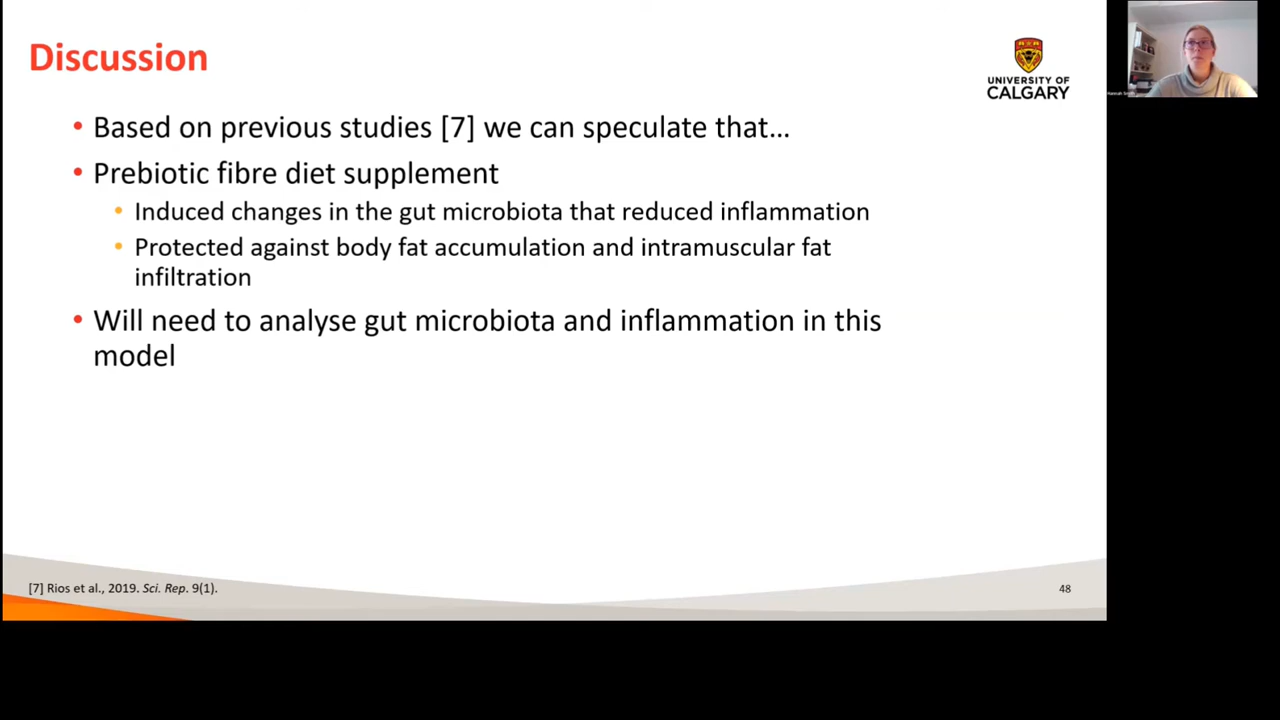 Discussion
UNIVERSITY OF
CALGARY
• Based on previous studies [7] we can speculate that...
• Prebiotic fibre diet supplement
• Induced changes in the gut microbiota that reduced inflammation
• Protected against body fat accumulation and intramuscular fat
infiltration
• Will need to analyse gut microbiota and inflammation in this
model
[7] Rios et al., 2019. Sci. Rep. 9(1).
48